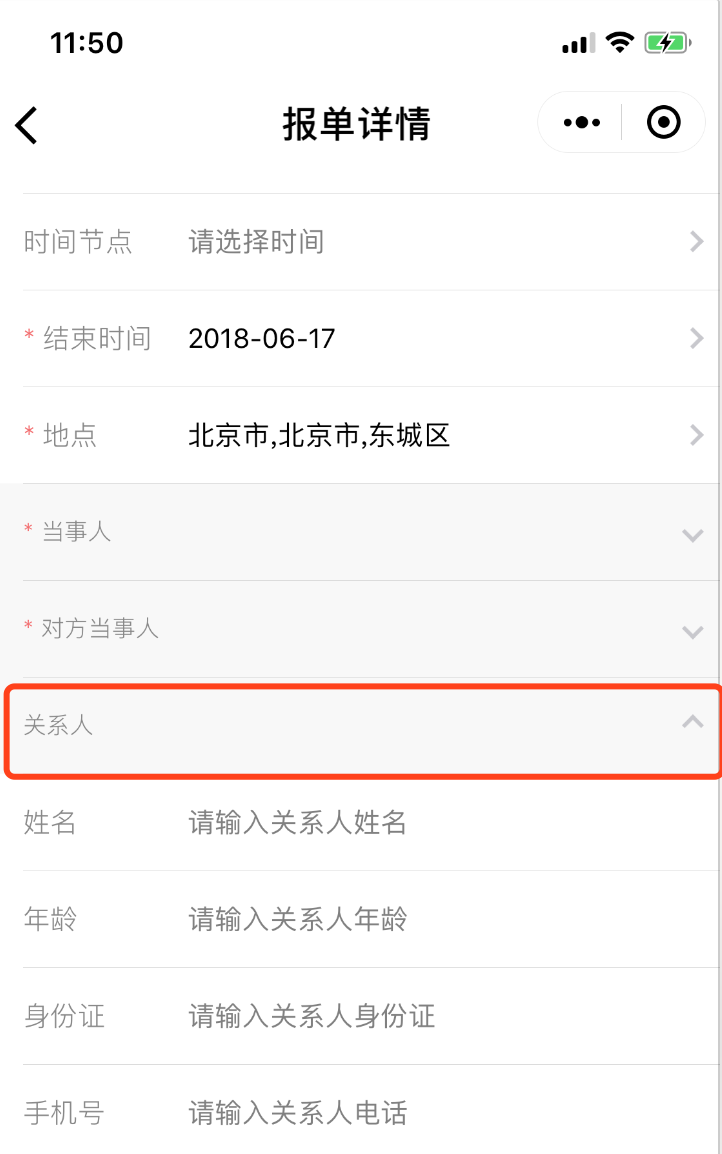 11:50
报单详情
时间节点 请选择时间
* 结束时间 2018-06-17
* 地点 北京市,北京市,东城区
* 当事人
* 对方当事人
关系人
姓名 请输入关系人姓名
年龄 请输入关系人年龄
身份证 请输入关系人身份证
手机号 请输入关系人电话